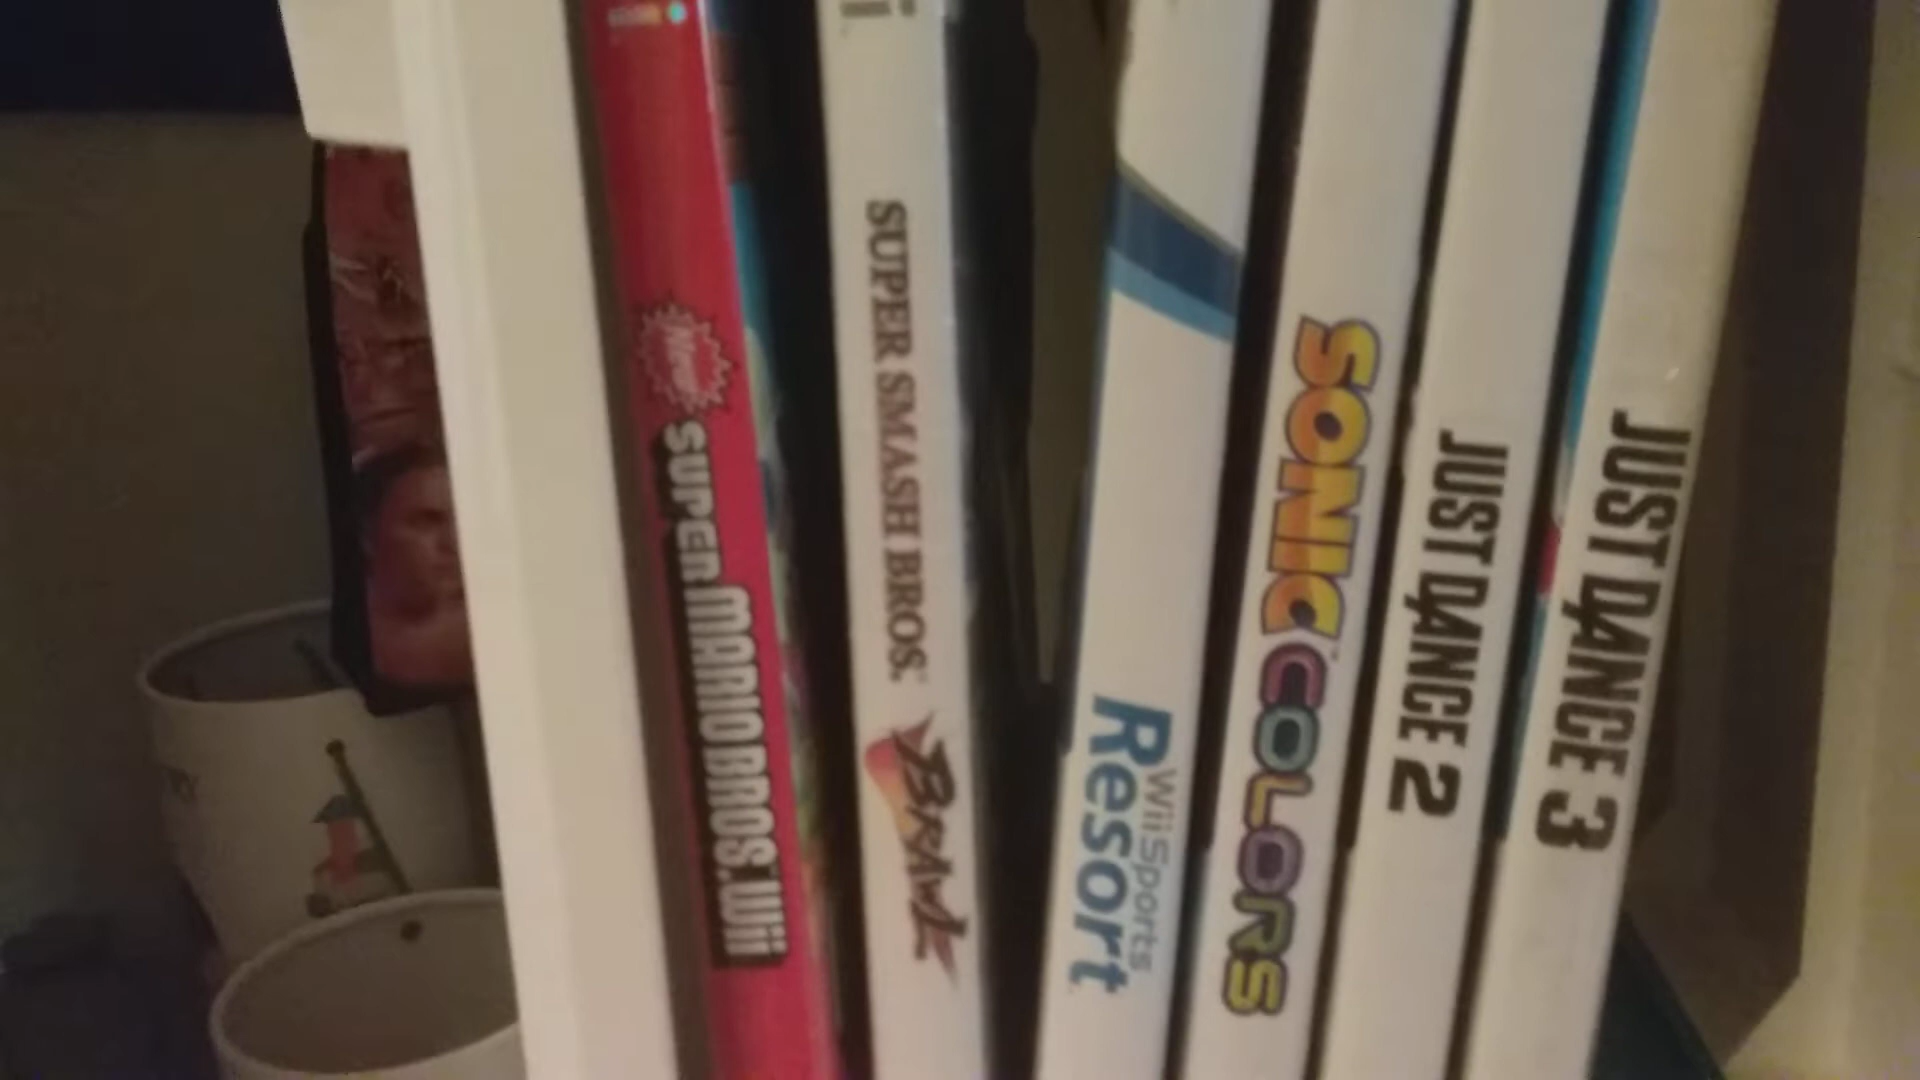 New SUPER MARIO BROS. Wii
SUPER SMASH BROS.
BRAWL
Wii Sports
Resort
SONIC COLORS
JUST DANCE 2
JUST DANCE 3